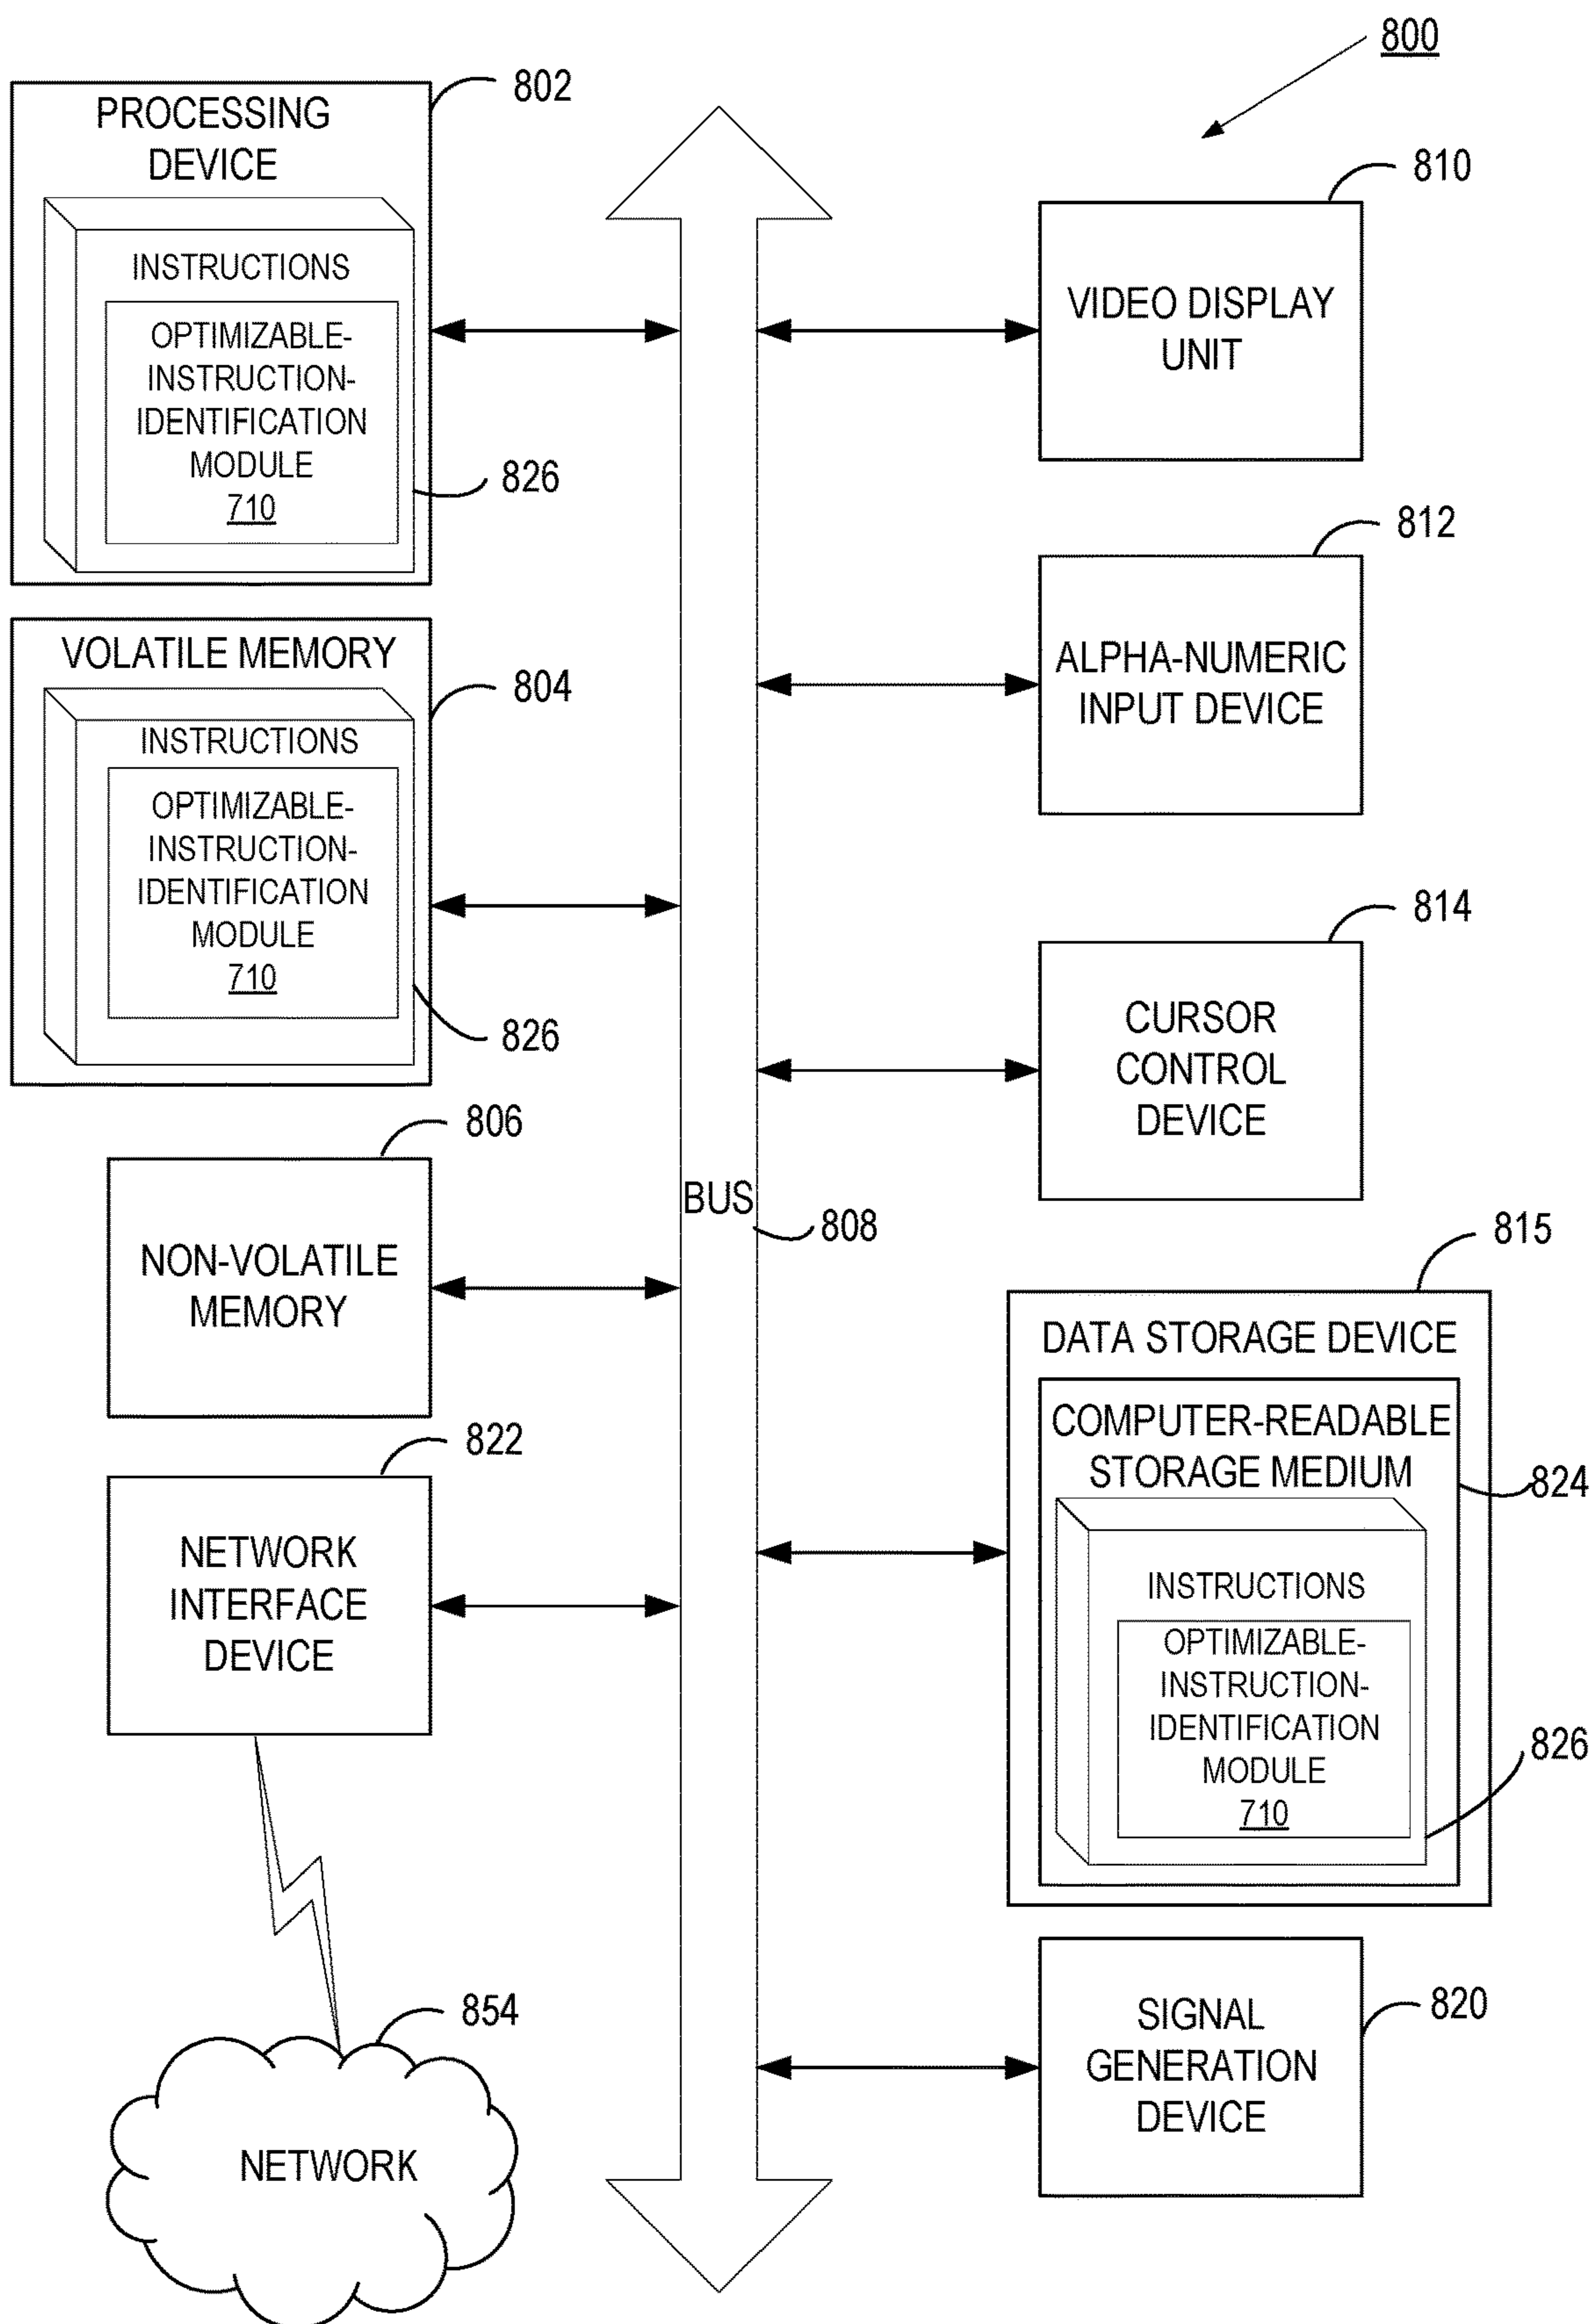 800
802
PROCESSING
DEVICE
INSTRUCTIONS
OPTIMIZABLE-
INSTRUCTION-
IDENTIFICATION
MODULE
710
826
VOLATILE MEMORY
804
INSTRUCTIONS
OPTIMIZABLE-
INSTRUCTION-
IDENTIFICATION
MODULE
710
826
806
NON-VOLATILE
MEMORY
822
NETWORK
INTERFACE
DEVICE
854
NETWORK
BUS
808
810
VIDEO DISPLAY
UNIT
812
ALPHA-NUMERIC
INPUT DEVICE
814
CURSOR
CONTROL
DEVICE
815
DATA STORAGE DEVICE
COMPUTER-READABLE
STORAGE MEDIUM
824
INSTRUCTIONS
OPTIMIZABLE-
INSTRUCTION-
IDENTIFICATION
MODULE
710
826
820
SIGNAL
GENERATION
DEVICE